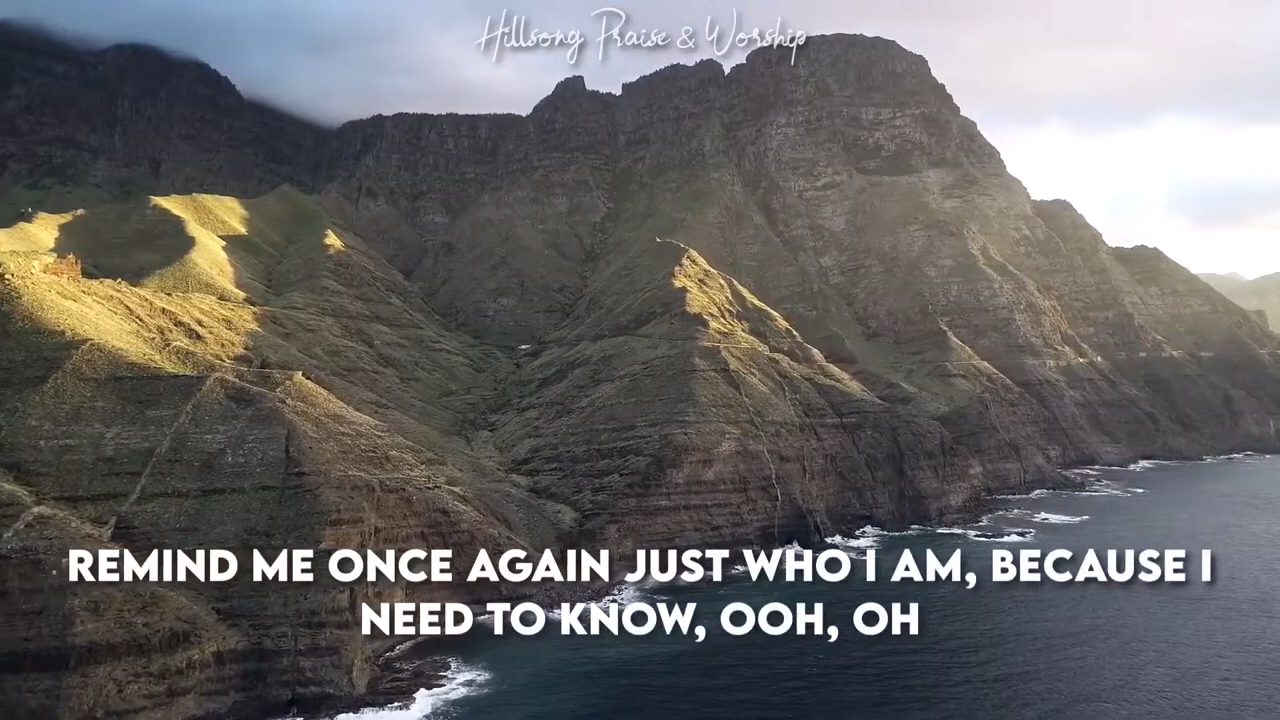 Hillsong Praise & Worship
REMIND ME ONCE AGAIN JUST WHO I AM, BECAUSE I
NEED TO KNOW, OOH, OH